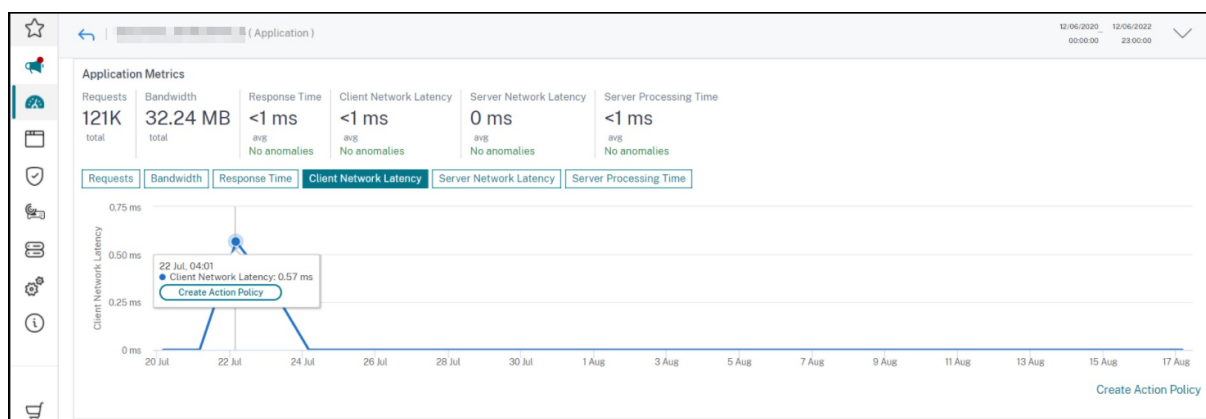 ( Application )
12/06/2020 12/06/2022
00:00:00 23:00:00
Application Metrics
Requests Bandwidth Response Time Client Network Latency Server Network Latency Server Processing Time
121K 32.24 MB <1 ms <1 ms 0 ms <1 ms
total total avg avg avg avg
No anomalies No anomalies No anomalies No anomalies
Requests Bandwidth Response Time Client Network Latency Server Network Latency Server Processing Time
0.75 ms
0.50 ms
0.25 ms
0 ms
Client Network Latency
22 Jul, 04:01
Client Network Latency: 0.57 ms
Create Action Policy
20 Jul 22 Jul 24 Jul 26 Jul 28 Jul 30 Jul 1 Aug 3 Aug 5 Aug 7 Aug 9 Aug 11 Aug 13 Aug 15 Aug 17 Aug
Create Action Policy